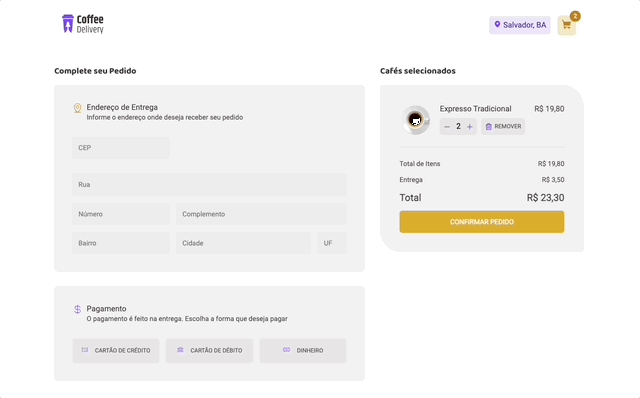 Coffee
Delivery
Salvador, BA
2
Complete seu Pedido
Endereço de Entrega
Informe o endereço onde deseja receber seu pedido
CEP
Rua
Número
Complemento
Bairro
Cidade
UF
Pagamento
O pagamento é feito na entrega. Escolha a forma que deseja pagar
CARTÃO DE CRÉDITO
CARTÃO DE DÉBITO
DINHEIRO
Cafés selecionados
Expresso Tradicional
R$ 19,80
− 2 +
REMOVER
Total de Itens
R$ 19,80
Entrega
R$ 3,50
Total
R$ 23,30
CONFIRMAR PEDIDO